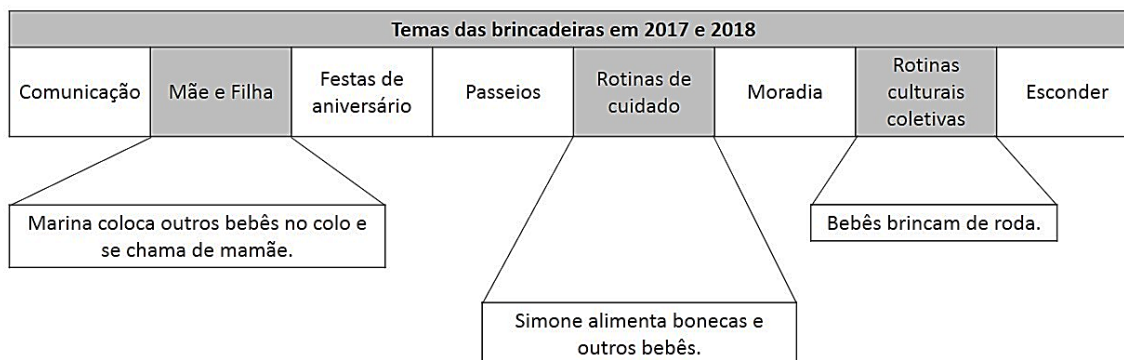 Temas das brincadeiras em 2017 e 2018
Comunicação
Mãe e Filha
Festas de
aniversário
Passeios
Rotinas de
cuidado
Moradia
Rotinas
culturais
coletivas
Esconder
Marina coloca outros bebês no colo e
se chama de mamãe.
Bebês brincam de roda.
Simone alimenta bonecas e
outros bebês.